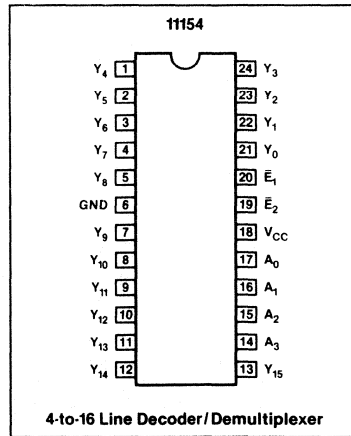 11154
Y4 1 24 Y3
Y5 2 23 Y2
Y6 3 22 Y1
Y7 4 21 Y0
Y8 5 20 Ē1
GND 6 19 Ē2
Y9 7 18 VCC
Y10 8 17 A0
Y11 9 16 A1
Y12 10 15 A2
Y13 11 14 A3
Y14 12 13 Y15
4-to-16 Line Decoder/Demultiplexer